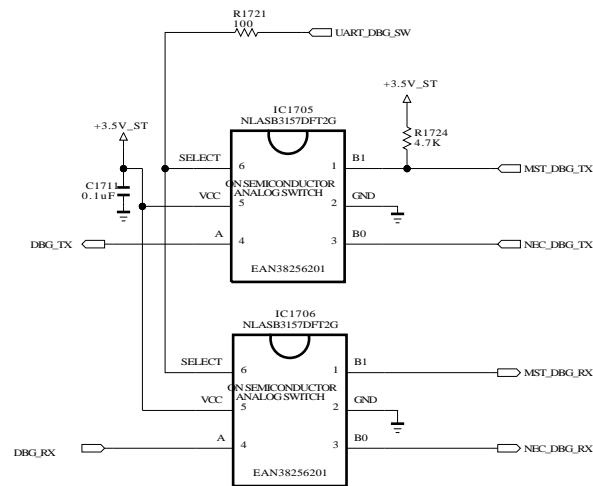 R1721
100
UART_DBG_SW
+3.5V_ST
IC1705
NLASB3157DFT2G
+3.5V_ST
R1724
4.7K
SELECT
6
1
B1
MST_DBG_TX
C1711
0.1uF
ON SEMICONDUCTOR
ANALOG SWITCH
VCC
5
2
GND
DBG_TX
A
4
3
B0
NEC_DBG_TX
EAN38256201
IC1706
NLASB3157DFT2G
SELECT
6
1
B1
MST_DBG_RX
ON SEMICONDUCTOR
ANALOG SWITCH
VCC
5
2
GND
DBG_RX
A
4
3
B0
NEC_DBG_RX
EAN38256201